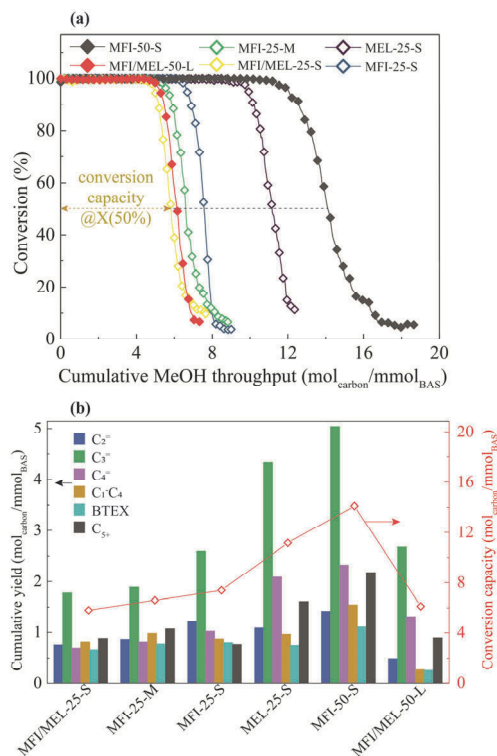 (a)
MFI-50-S
MFI-25-M
MEL-25-S
MFI/MEL-50-L
MFI/MEL-25-S
MFI-25-S
100
80
60
40
20
0
Conversion (%)
conversion
capacity
@X(50%)
0 4 8 12 16 20
Cumulative MeOH throughput (mol_carbon/mmol_BAS)
(b)
5
4
3
2
1
0
Cumulative yield (mol_carbon/mmol_BAS)
C₂⁼
C₃⁼
C₄⁼
C₁-C₄
BTEX
C₅₊
20
16
12
8
4
0
Conversion capacity (mol_carbon/mmol_BAS)
MFI/MEL-25-S
MFI-25-M
MFI-25-S
MEL-25-S
MFI-50-S
MFI/MEL-50-L